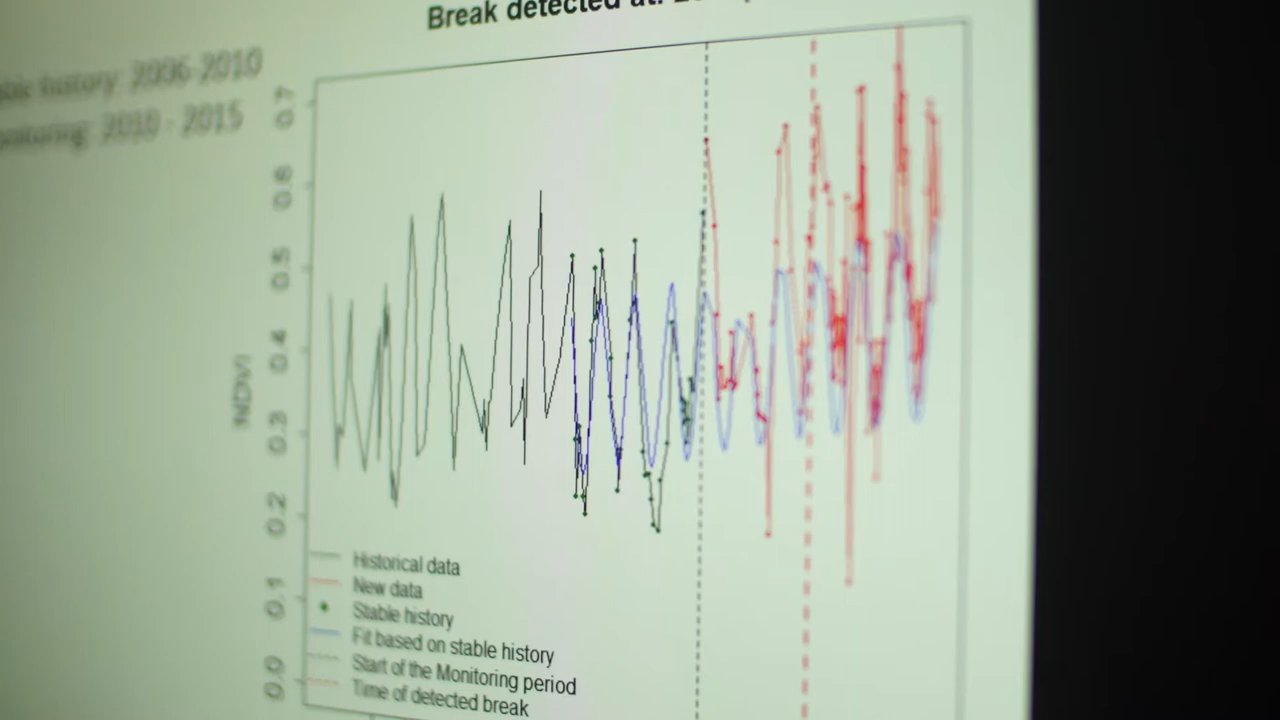 Break detected at:
history: 2006-2010
2010 - 2015
0.7
0.6
0.5
0.4
0.3
0.2
0.1
0.0
NDVI
Historical data
New data
Stable history
Fit based on stable history
Start of the Monitoring period
Time of detected break